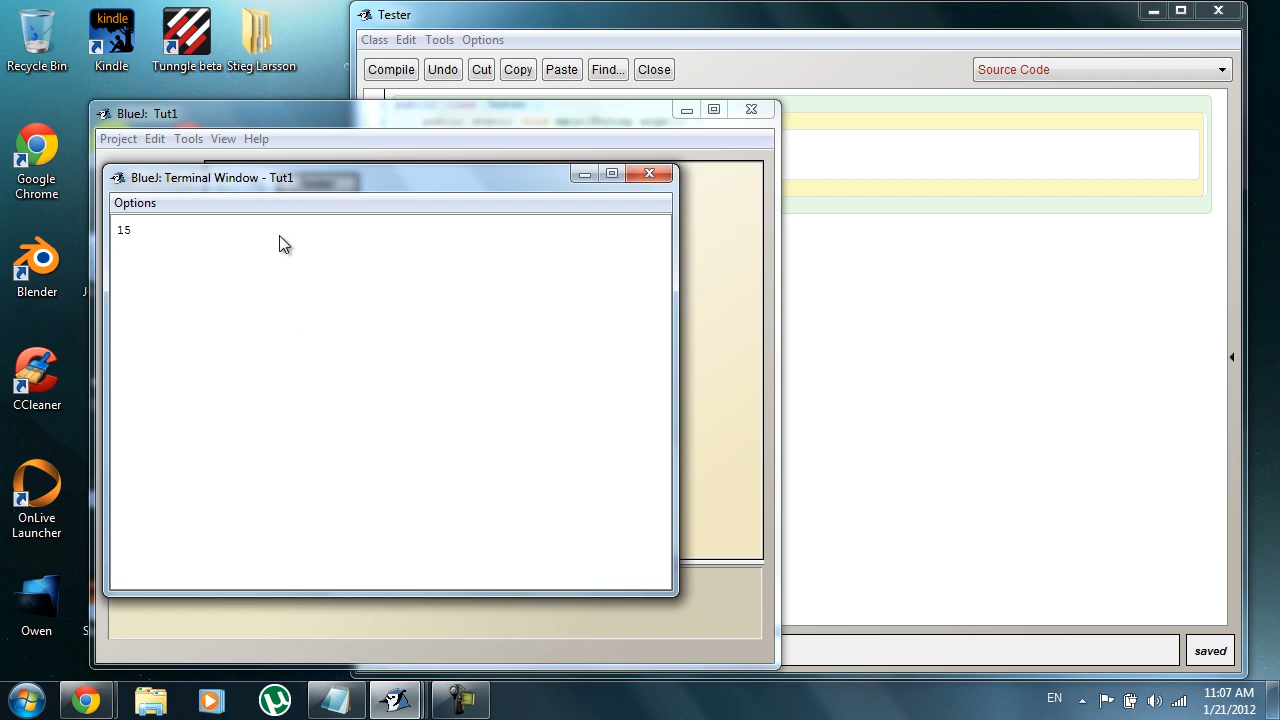 Recycle Bin
Kindle
Tunngle beta
Stieg Larsson
kindle
Google
Chrome
Blender
CCleaner
OnLive
Launcher
Owen
Tester
Class Edit Tools Options
Compile Undo Cut Copy Paste Find... Close
Source Code
BlueJ: Tut1
Project Edit Tools View Help
BlueJ: Terminal Window - Tut1
Options
15
saved
EN
11:07 AM
1/21/2012